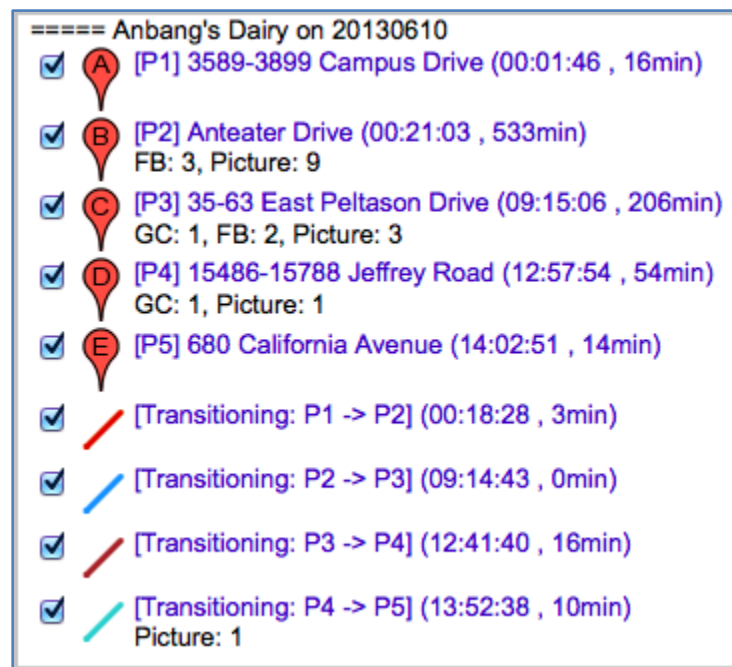 ===== Anbang's Dairy on 20130610
A [P1] 3589-3899 Campus Drive (00:01:46 , 16min)
B [P2] Anteater Drive (00:21:03 , 533min)
FB: 3, Picture: 9
C [P3] 35-63 East Peltason Drive (09:15:06 , 206min)
GC: 1, FB: 2, Picture: 3
D [P4] 15486-15788 Jeffrey Road (12:57:54 , 54min)
GC: 1, Picture: 1
E [P5] 680 California Avenue (14:02:51 , 14min)
[Transitioning: P1 -> P2] (00:18:28 , 3min)
[Transitioning: P2 -> P3] (09:14:43 , 0min)
[Transitioning: P3 -> P4] (12:41:40 , 16min)
[Transitioning: P4 -> P5] (13:52:38 , 10min)
Picture: 1